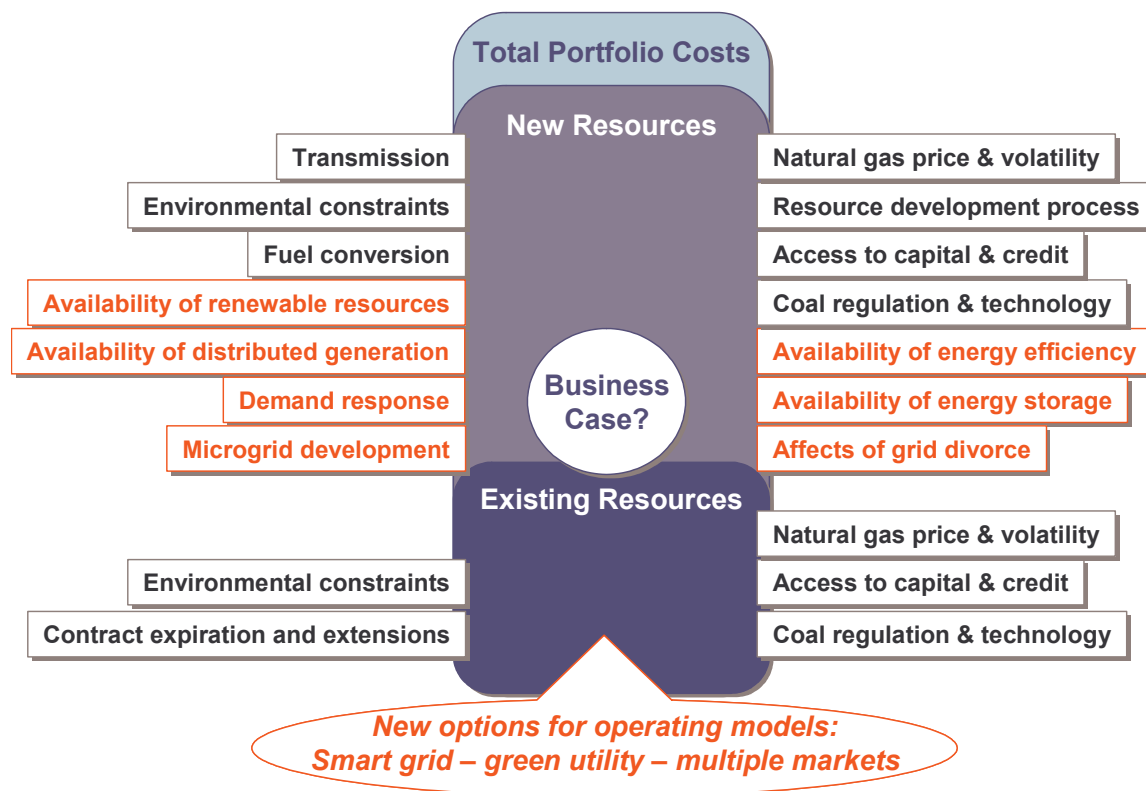 Total Portfolio Costs
New Resources
Transmission
Natural gas price & volatility
Environmental constraints
Resource development process
Fuel conversion
Access to capital & credit
Availability of renewable resources
Coal regulation & technology
Availability of distributed generation
Availability of energy efficiency
Business
Case?
Demand response
Availability of energy storage
Microgrid development
Affects of grid divorce
Existing Resources
Natural gas price & volatility
Environmental constraints
Access to capital & credit
Contract expiration and extensions
Coal regulation & technology
New options for operating models:
Smart grid – green utility – multiple markets